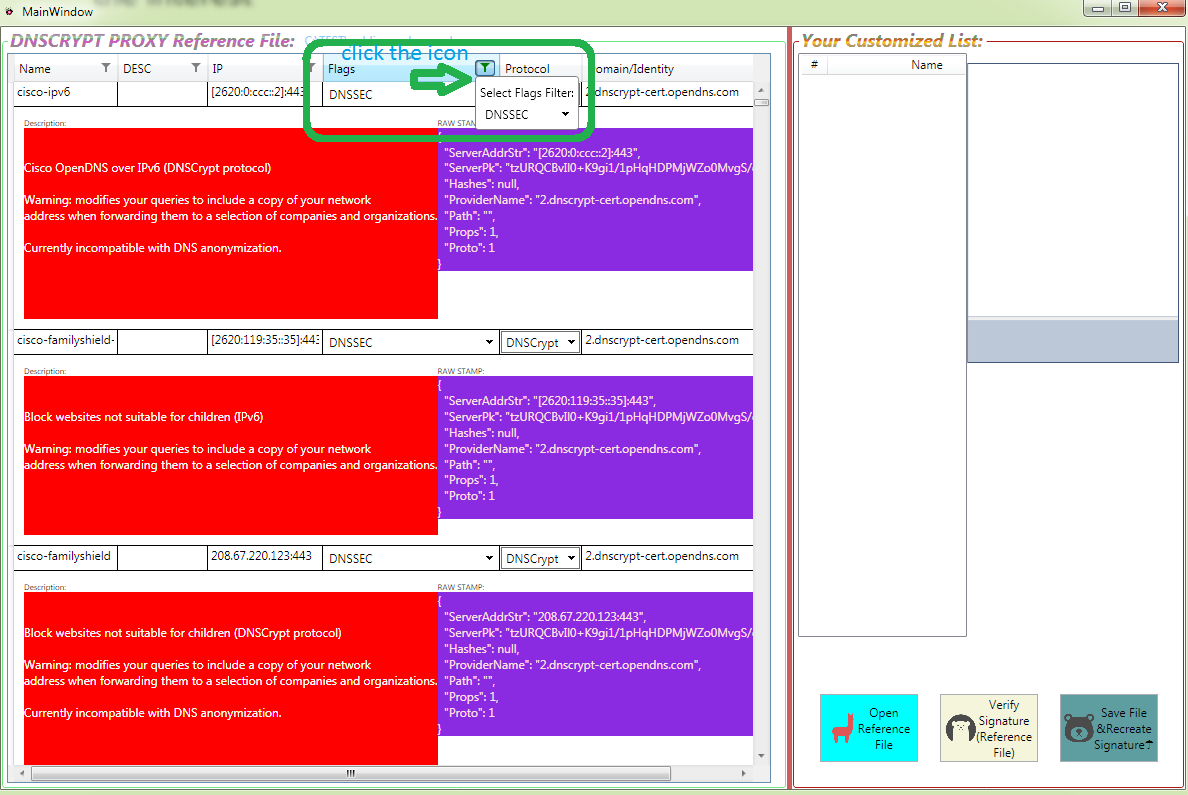 MainWindow
DNSCRYPT PROXY Reference File:
Your Customized List:
click the icon
Name DESC IP Flags Protocol Domain/Identity
# Name
cisco-ipv6 [2620:0:ccc::2]:443 DNSSEC 2.dnscrypt-cert.opendns.com
Select Flags Filter:
DNSSEC
Description: RAW STAMP:
Cisco OpenDNS over IPv6 (DNSCrypt protocol)
Warning: modifies your queries to include a copy of your network
address when forwarding them to a selection of companies and organizations.
Currently incompatible with DNS anonymization.
"ServerAddrStr": "[2620:0:ccc::2]:443",
"ServerPk": "tzURQCBvIl0+K9gi1/1pHqHDPMjWZo0MvgS/
"Hashes": null,
"ProviderName": "2.dnscrypt-cert.opendns.com",
"Path": "",
"Props": 1,
"Proto": 1
}
cisco-familyshield- [2620:119:35::35]:443 DNSSEC DNSCrypt 2.dnscrypt-cert.opendns.com
Description: RAW STAMP:
Block websites not suitable for children (IPv6)
Warning: modifies your queries to include a copy of your network
address when forwarding them to a selection of companies and organizations.
{
"ServerAddrStr": "[2620:119:35::35]:443",
"ServerPk": "tzURQCBvIl0+K9gi1/1pHqHDPMjWZo0MvgS/
"Hashes": null,
"ProviderName": "2.dnscrypt-cert.opendns.com",
"Path": "",
"Props": 1,
"Proto": 1
}
cisco-familyshield 208.67.220.123:443 DNSSEC DNSCrypt 2.dnscrypt-cert.opendns.com
Description: RAW STAMP:
Block websites not suitable for children (DNSCrypt protocol)
Warning: modifies your queries to include a copy of your network
address when forwarding them to a selection of companies and organizations.
Currently incompatible with DNS anonymization.
{
"ServerAddrStr": "208.67.220.123:443",
"ServerPk": "tzURQCBvIl0+K9gi1/1pHqHDPMjWZo0MvgS/
"Hashes": null,
"ProviderName": "2.dnscrypt-cert.opendns.com",
"Path": "",
"Props": 1,
"Proto": 1
}
Open
Reference
File
Verify
Signature
(Reference
File)
Save File
&Recreate
Signature☂